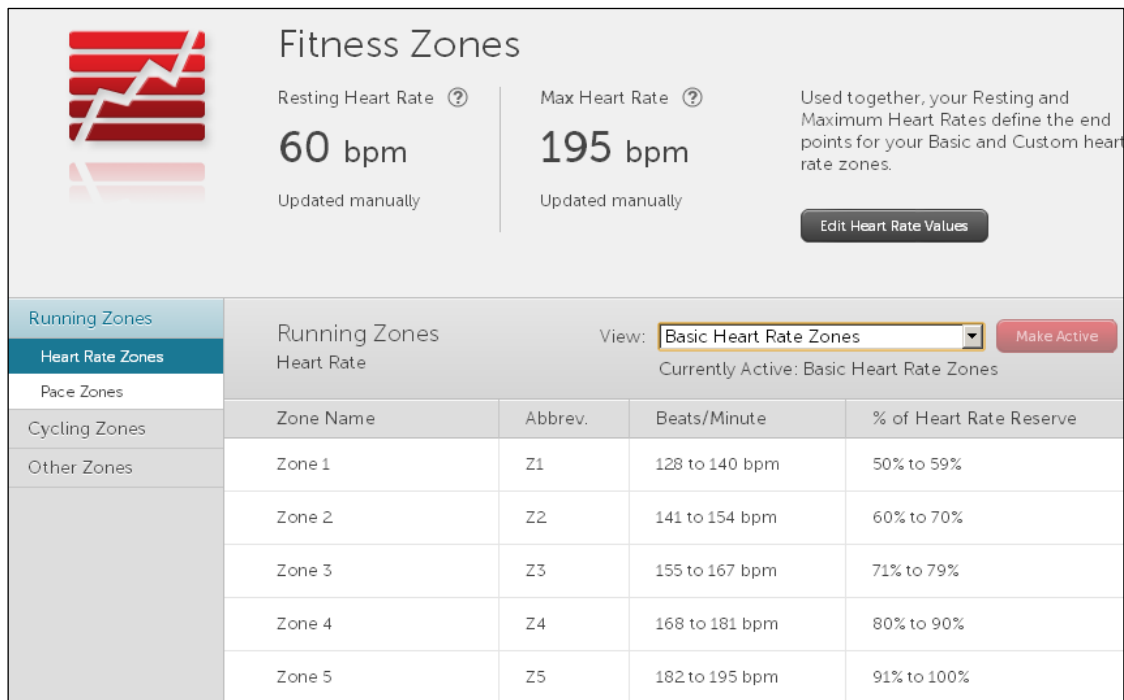 Fitness Zones
Resting Heart Rate ?
60 bpm
Updated manually
Max Heart Rate ?
195 bpm
Updated manually
Used together, your Resting and
Maximum Heart Rates define the end
points for your Basic and Custom heart
rate zones.
Edit Heart Rate Values
Running Zones
Heart Rate Zones
Pace Zones
Cycling Zones
Other Zones
Running Zones
Heart Rate
View: Basic Heart Rate Zones
Make Active
Currently Active: Basic Heart Rate Zones
Zone Name Abbrev. Beats/Minute % of Heart Rate Reserve
Zone 1 Z1 128 to 140 bpm 50% to 59%
Zone 2 Z2 141 to 154 bpm 60% to 70%
Zone 3 Z3 155 to 167 bpm 71% to 79%
Zone 4 Z4 168 to 181 bpm 80% to 90%
Zone 5 Z5 182 to 195 bpm 91% to 100%